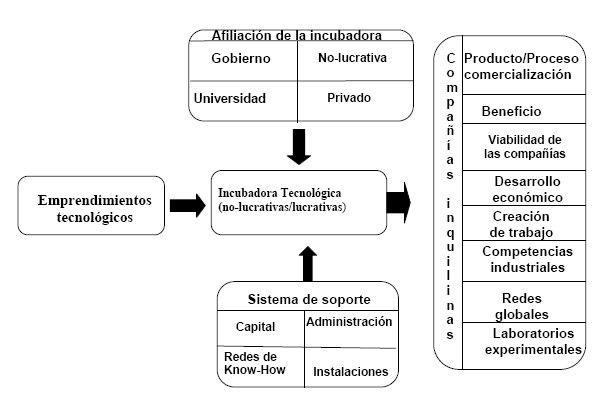 Afiliación de la incubadora
Gobierno
No-lucrativa
Universidad
Privado
Emprendimientos
tecnológicos
Incubadora Tecnológica
(no-lucrativas/lucrativas)
Sistema de soporte
Capital
Administración
Redes de
Know-How
Instalaciones
Compañías inquilinas
Producto/Proceso
comercialización
Beneficio
Viabilidad de
las compañías
Desarrollo
económico
Creación
de trabajo
Competencias
industriales
Redes
globales
Laboratorios
experimentales